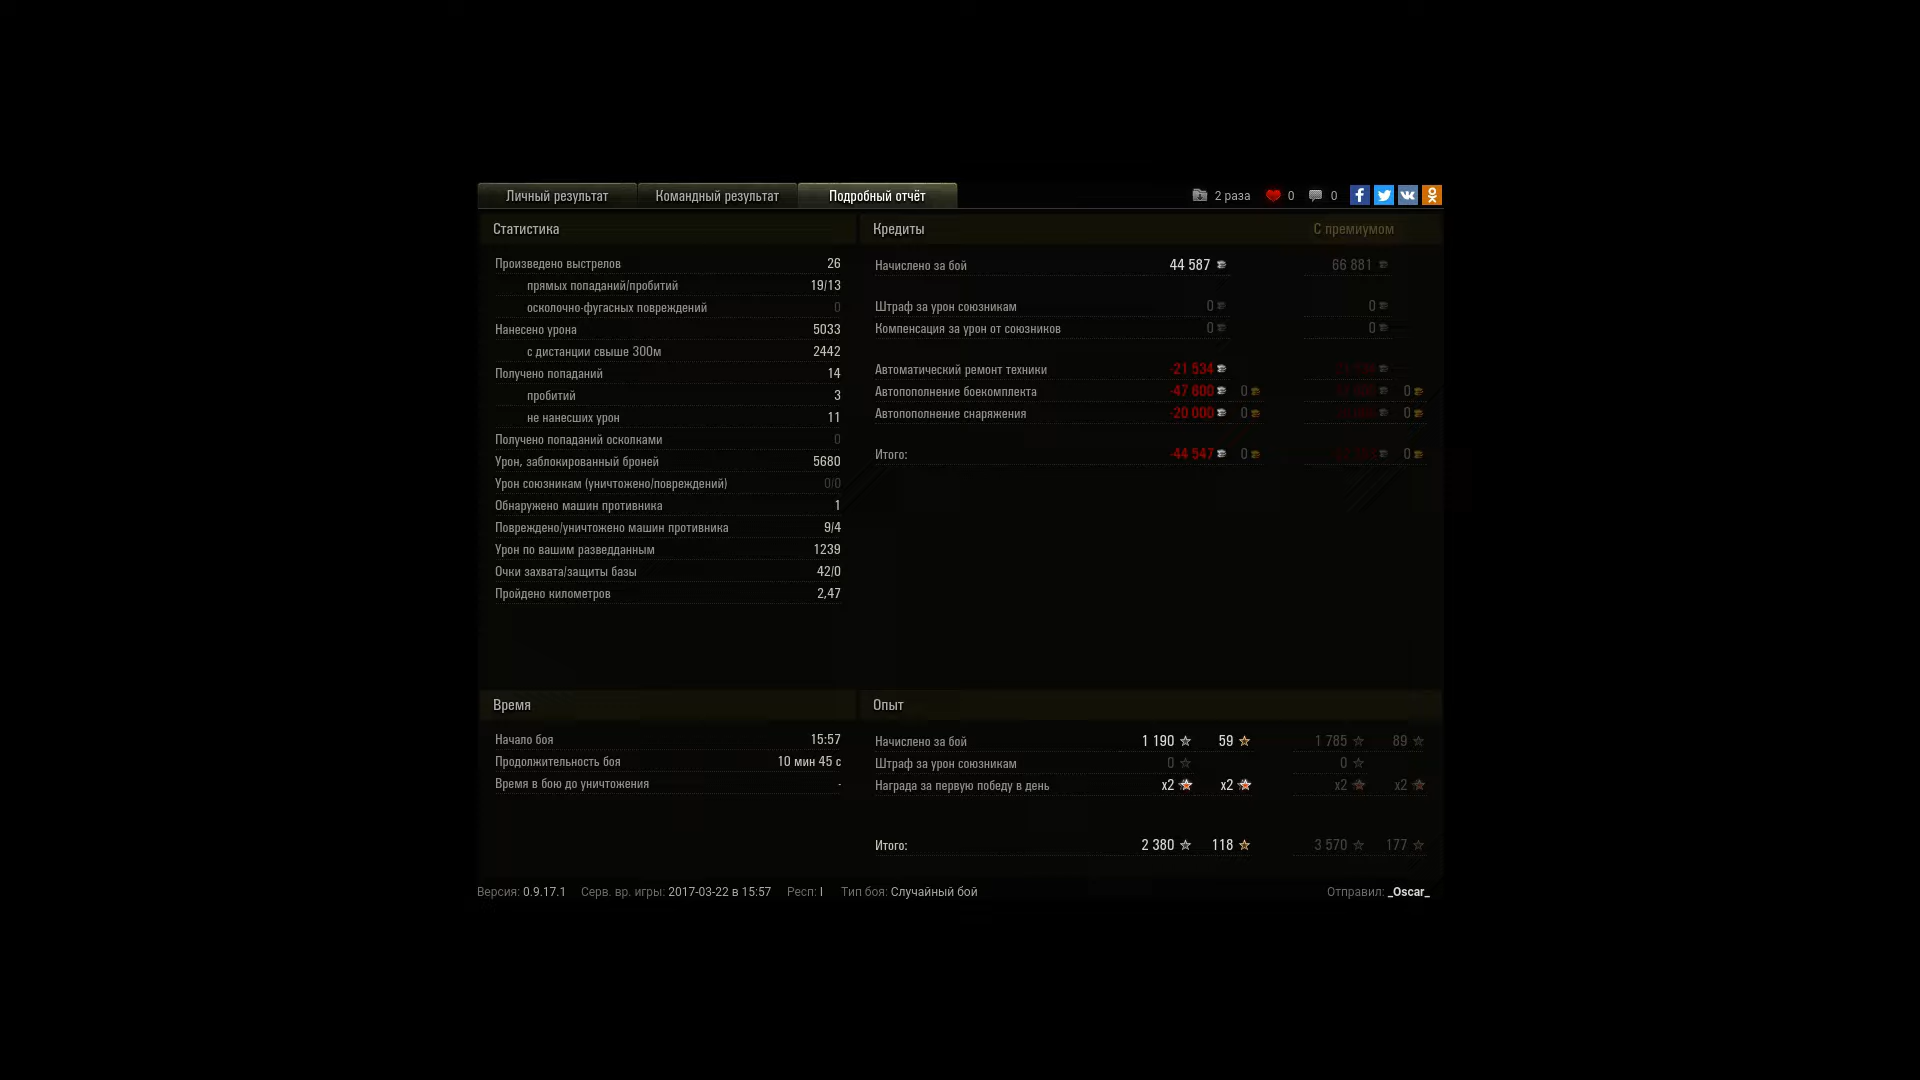 Личный результат Командный результат Подробный отчёт 2 раза 0 0
Статистика
Произведено выстрелов 26
прямых попаданий/пробитий 19/13
осколочно-фугасных повреждений 0
Нанесено урона 5033
с дистанции свыше 300м 2442
Получено попаданий 14
пробитий 3
не нанесших урон 11
Получено попаданий осколками 0
Урон, заблокированный броней 5680
Урон союзникам (уничтожено/повреждений) 0/0
Обнаружено машин противника 1
Повреждено/уничтожено машин противника 9/4
Урон по вашим разведданным 1239
Очки захвата/защиты базы 42/0
Пройдено километров 2,47
Кредиты С премиумом
Начислено за бой 44 587 66 881
Штраф за урон союзникам 0 0
Компенсация за урон от союзников 0 0
Автоматический ремонт техники -21 534
Автопополнение боекомплекта -47 600 0 0
Автопополнение снаряжения -20 000 0 0
Итого: -44 547 0 0
Время
Начало боя 15:57
Продолжительность боя 10 мин 45 с
Время в бою до уничтожения -
Опыт
Начислено за бой 1 190 59 1 785 89
Штраф за урон союзникам 0 0
Награда за первую победу в день x2 x2 x2 x2
Итого: 2 380 118 3 570 177
Версия: 0.9.17.1 Серв. вр. игры: 2017-03-22 в 15:57 Респ: I Тип боя: Случайный бой Отправил: _Oscar_